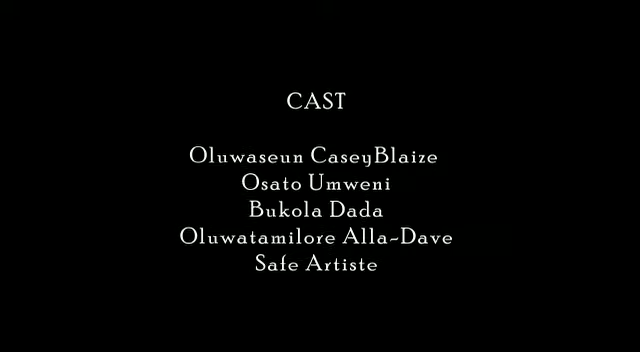 CAST
Oluwaseun CaseyBlaize
Osato Umweni
Bukola Dada
Oluwatamilore Alla-Dave
Safe Artiste